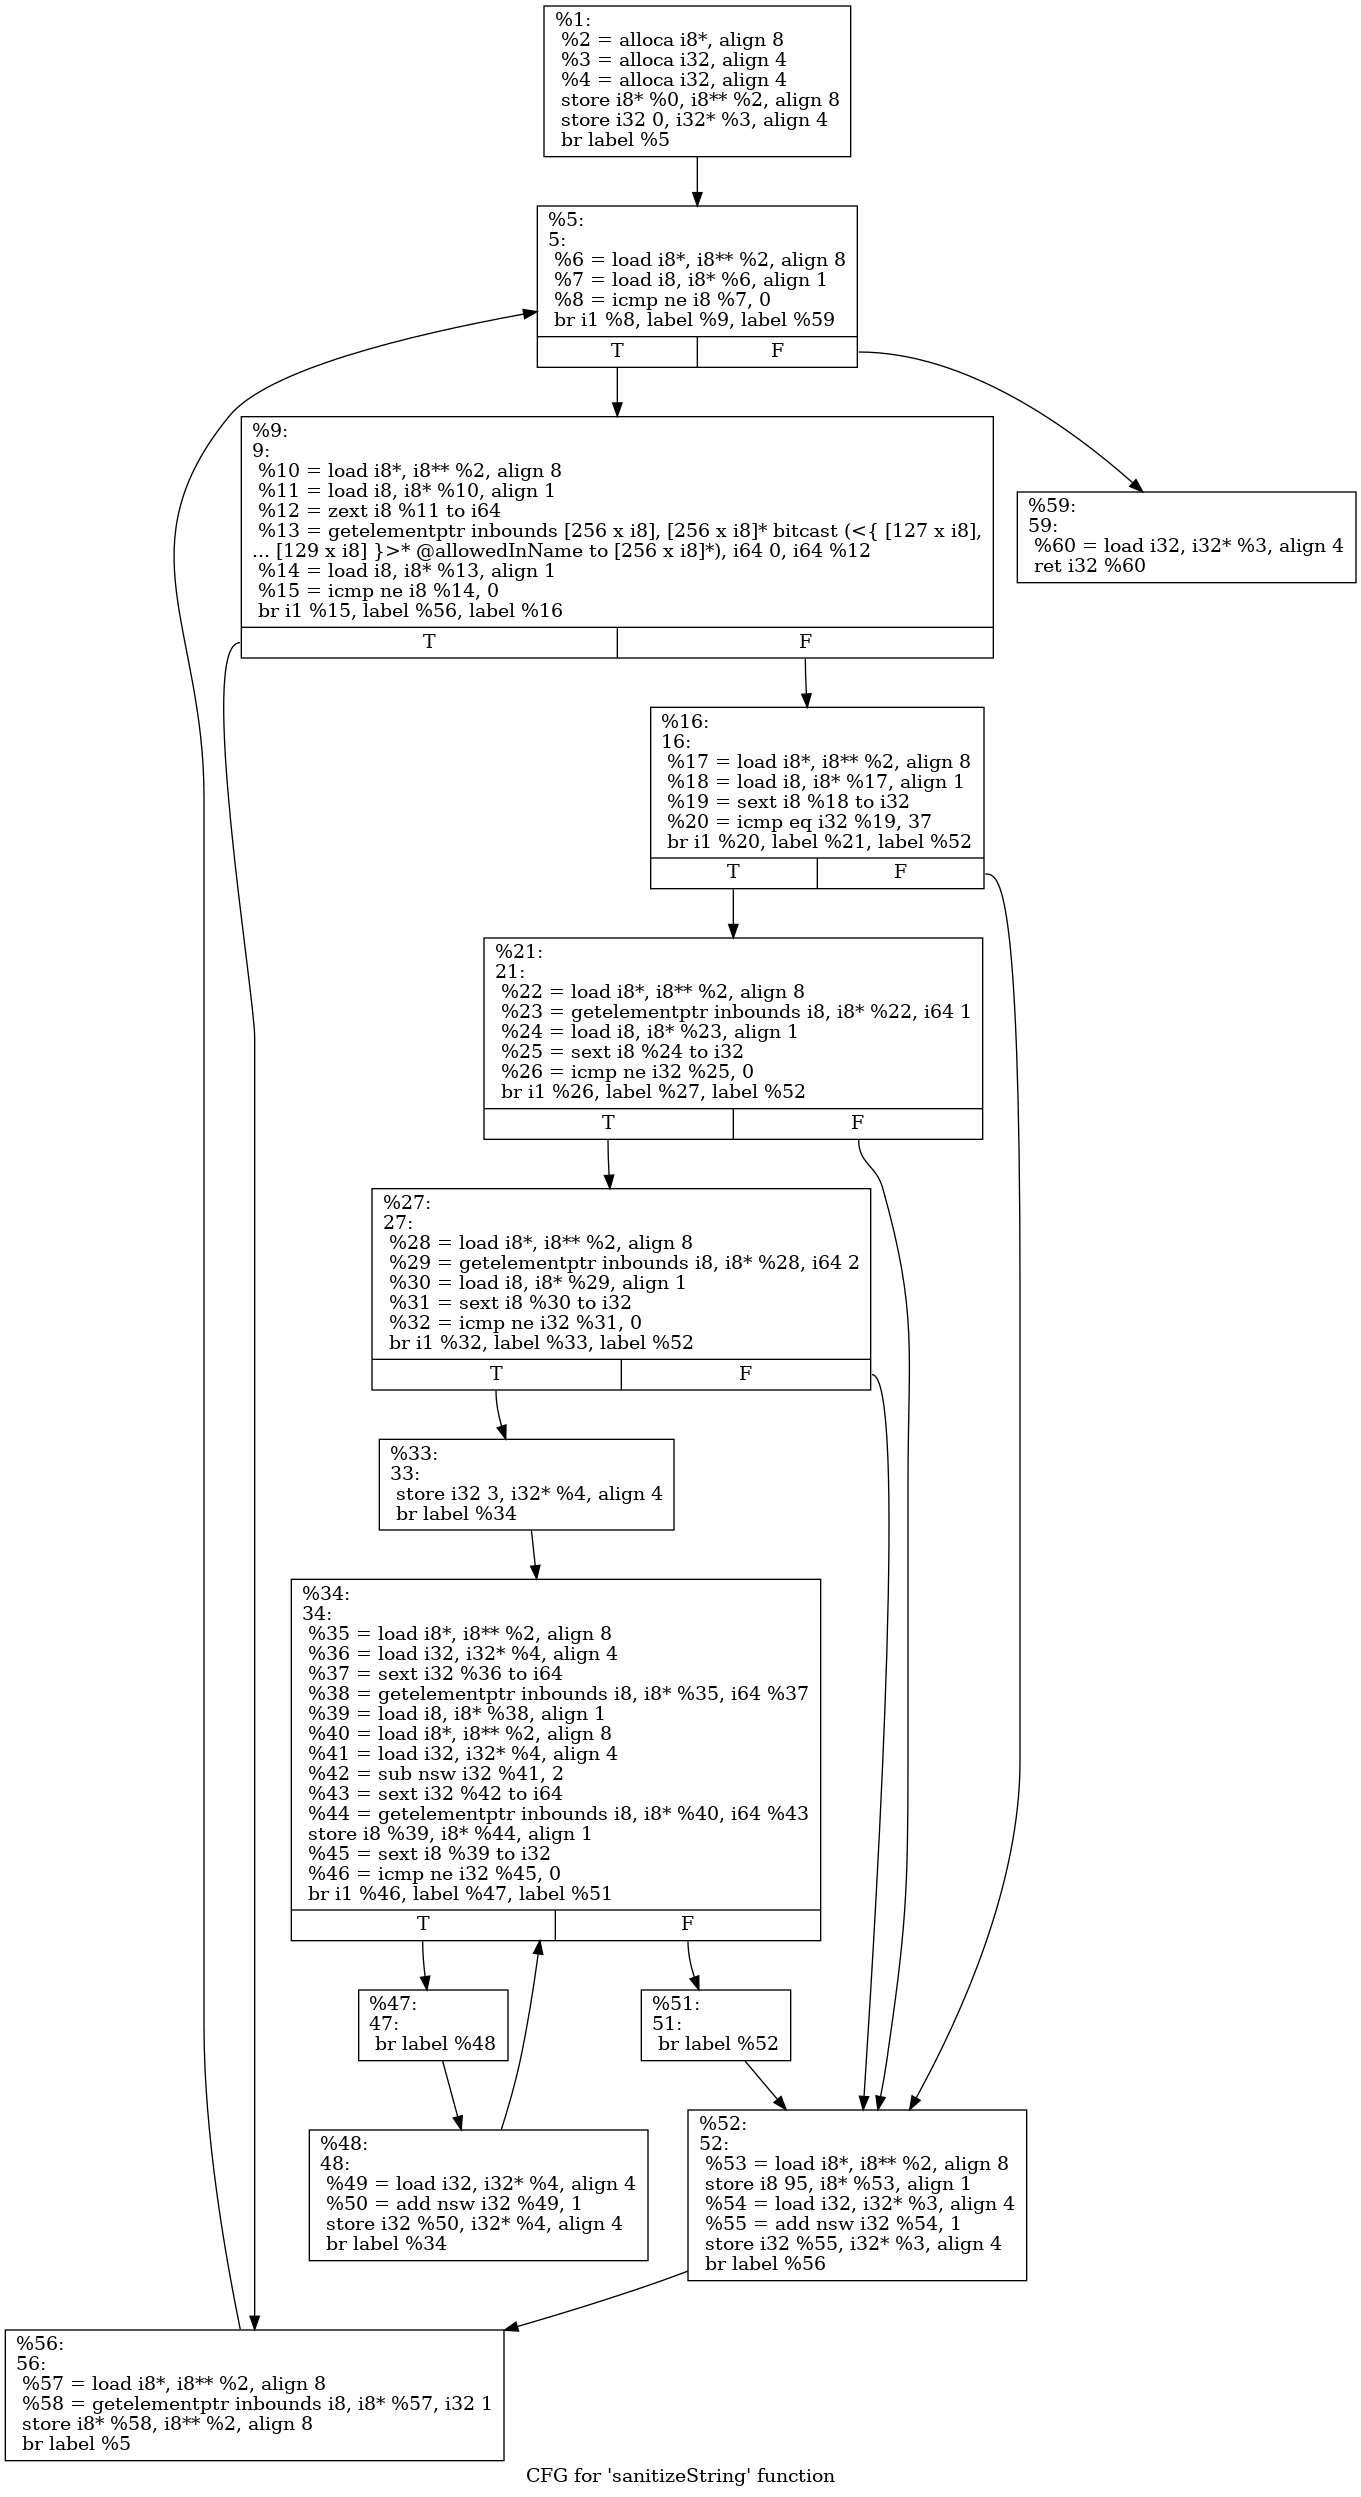 %1:
%2 = alloca i8*, align 8
%3 = alloca i32, align 4
%4 = alloca i32, align 4
store i8* %0, i8** %2, align 8
store i32 0, i32* %3, align 4
br label %5
%5:
5:
%6 = load i8*, i8** %2, align 8
%7 = load i8, i8* %6, align 1
%8 = icmp ne i8 %7, 0
br i1 %8, label %9, label %59
T
F
%9:
9:
%10 = load i8*, i8** %2, align 8
%11 = load i8, i8* %10, align 1
%12 = zext i8 %11 to i64
%13 = getelementptr inbounds [256 x i8], [256 x i8]* bitcast (<{ [127 x i8],
... [129 x i8] }>* @allowedInName to [256 x i8]*), i64 0, i64 %12
%14 = load i8, i8* %13, align 1
%15 = icmp ne i8 %14, 0
br i1 %15, label %56, label %16
T
F
%59:
59:
%60 = load i32, i32* %3, align 4
ret i32 %60
%16:
16:
%17 = load i8*, i8** %2, align 8
%18 = load i8, i8* %17, align 1
%19 = sext i8 %18 to i32
%20 = icmp eq i32 %19, 37
br i1 %20, label %21, label %52
T
F
%21:
21:
%22 = load i8*, i8** %2, align 8
%23 = getelementptr inbounds i8, i8* %22, i64 1
%24 = load i8, i8* %23, align 1
%25 = sext i8 %24 to i32
%26 = icmp ne i32 %25, 0
br i1 %26, label %27, label %52
T
F
%27:
27:
%28 = load i8*, i8** %2, align 8
%29 = getelementptr inbounds i8, i8* %28, i64 2
%30 = load i8, i8* %29, align 1
%31 = sext i8 %30 to i32
%32 = icmp ne i32 %31, 0
br i1 %32, label %33, label %52
T
F
%33:
33:
store i32 3, i32* %4, align 4
br label %34
%34:
34:
%35 = load i8*, i8** %2, align 8
%36 = load i32, i32* %4, align 4
%37 = sext i32 %36 to i64
%38 = getelementptr inbounds i8, i8* %35, i64 %37
%39 = load i8, i8* %38, align 1
%40 = load i8*, i8** %2, align 8
%41 = load i32, i32* %4, align 4
%42 = sub nsw i32 %41, 2
%43 = sext i32 %42 to i64
%44 = getelementptr inbounds i8, i8* %40, i64 %43
store i8 %39, i8* %44, align 1
%45 = sext i8 %39 to i32
%46 = icmp ne i32 %45, 0
br i1 %46, label %47, label %51
T
F
%47:
47:
br label %48
%51:
51:
br label %52
%48:
48:
%49 = load i32, i32* %4, align 4
%50 = add nsw i32 %49, 1
store i32 %50, i32* %4, align 4
br label %34
%52:
52:
%53 = load i8*, i8** %2, align 8
store i8 95, i8* %53, align 1
%54 = load i32, i32* %3, align 4
%55 = add nsw i32 %54, 1
store i32 %55, i32* %3, align 4
br label %56
%56:
56:
%57 = load i8*, i8** %2, align 8
%58 = getelementptr inbounds i8, i8* %57, i32 1
store i8* %58, i8** %2, align 8
br label %5
CFG for 'sanitizeString' function